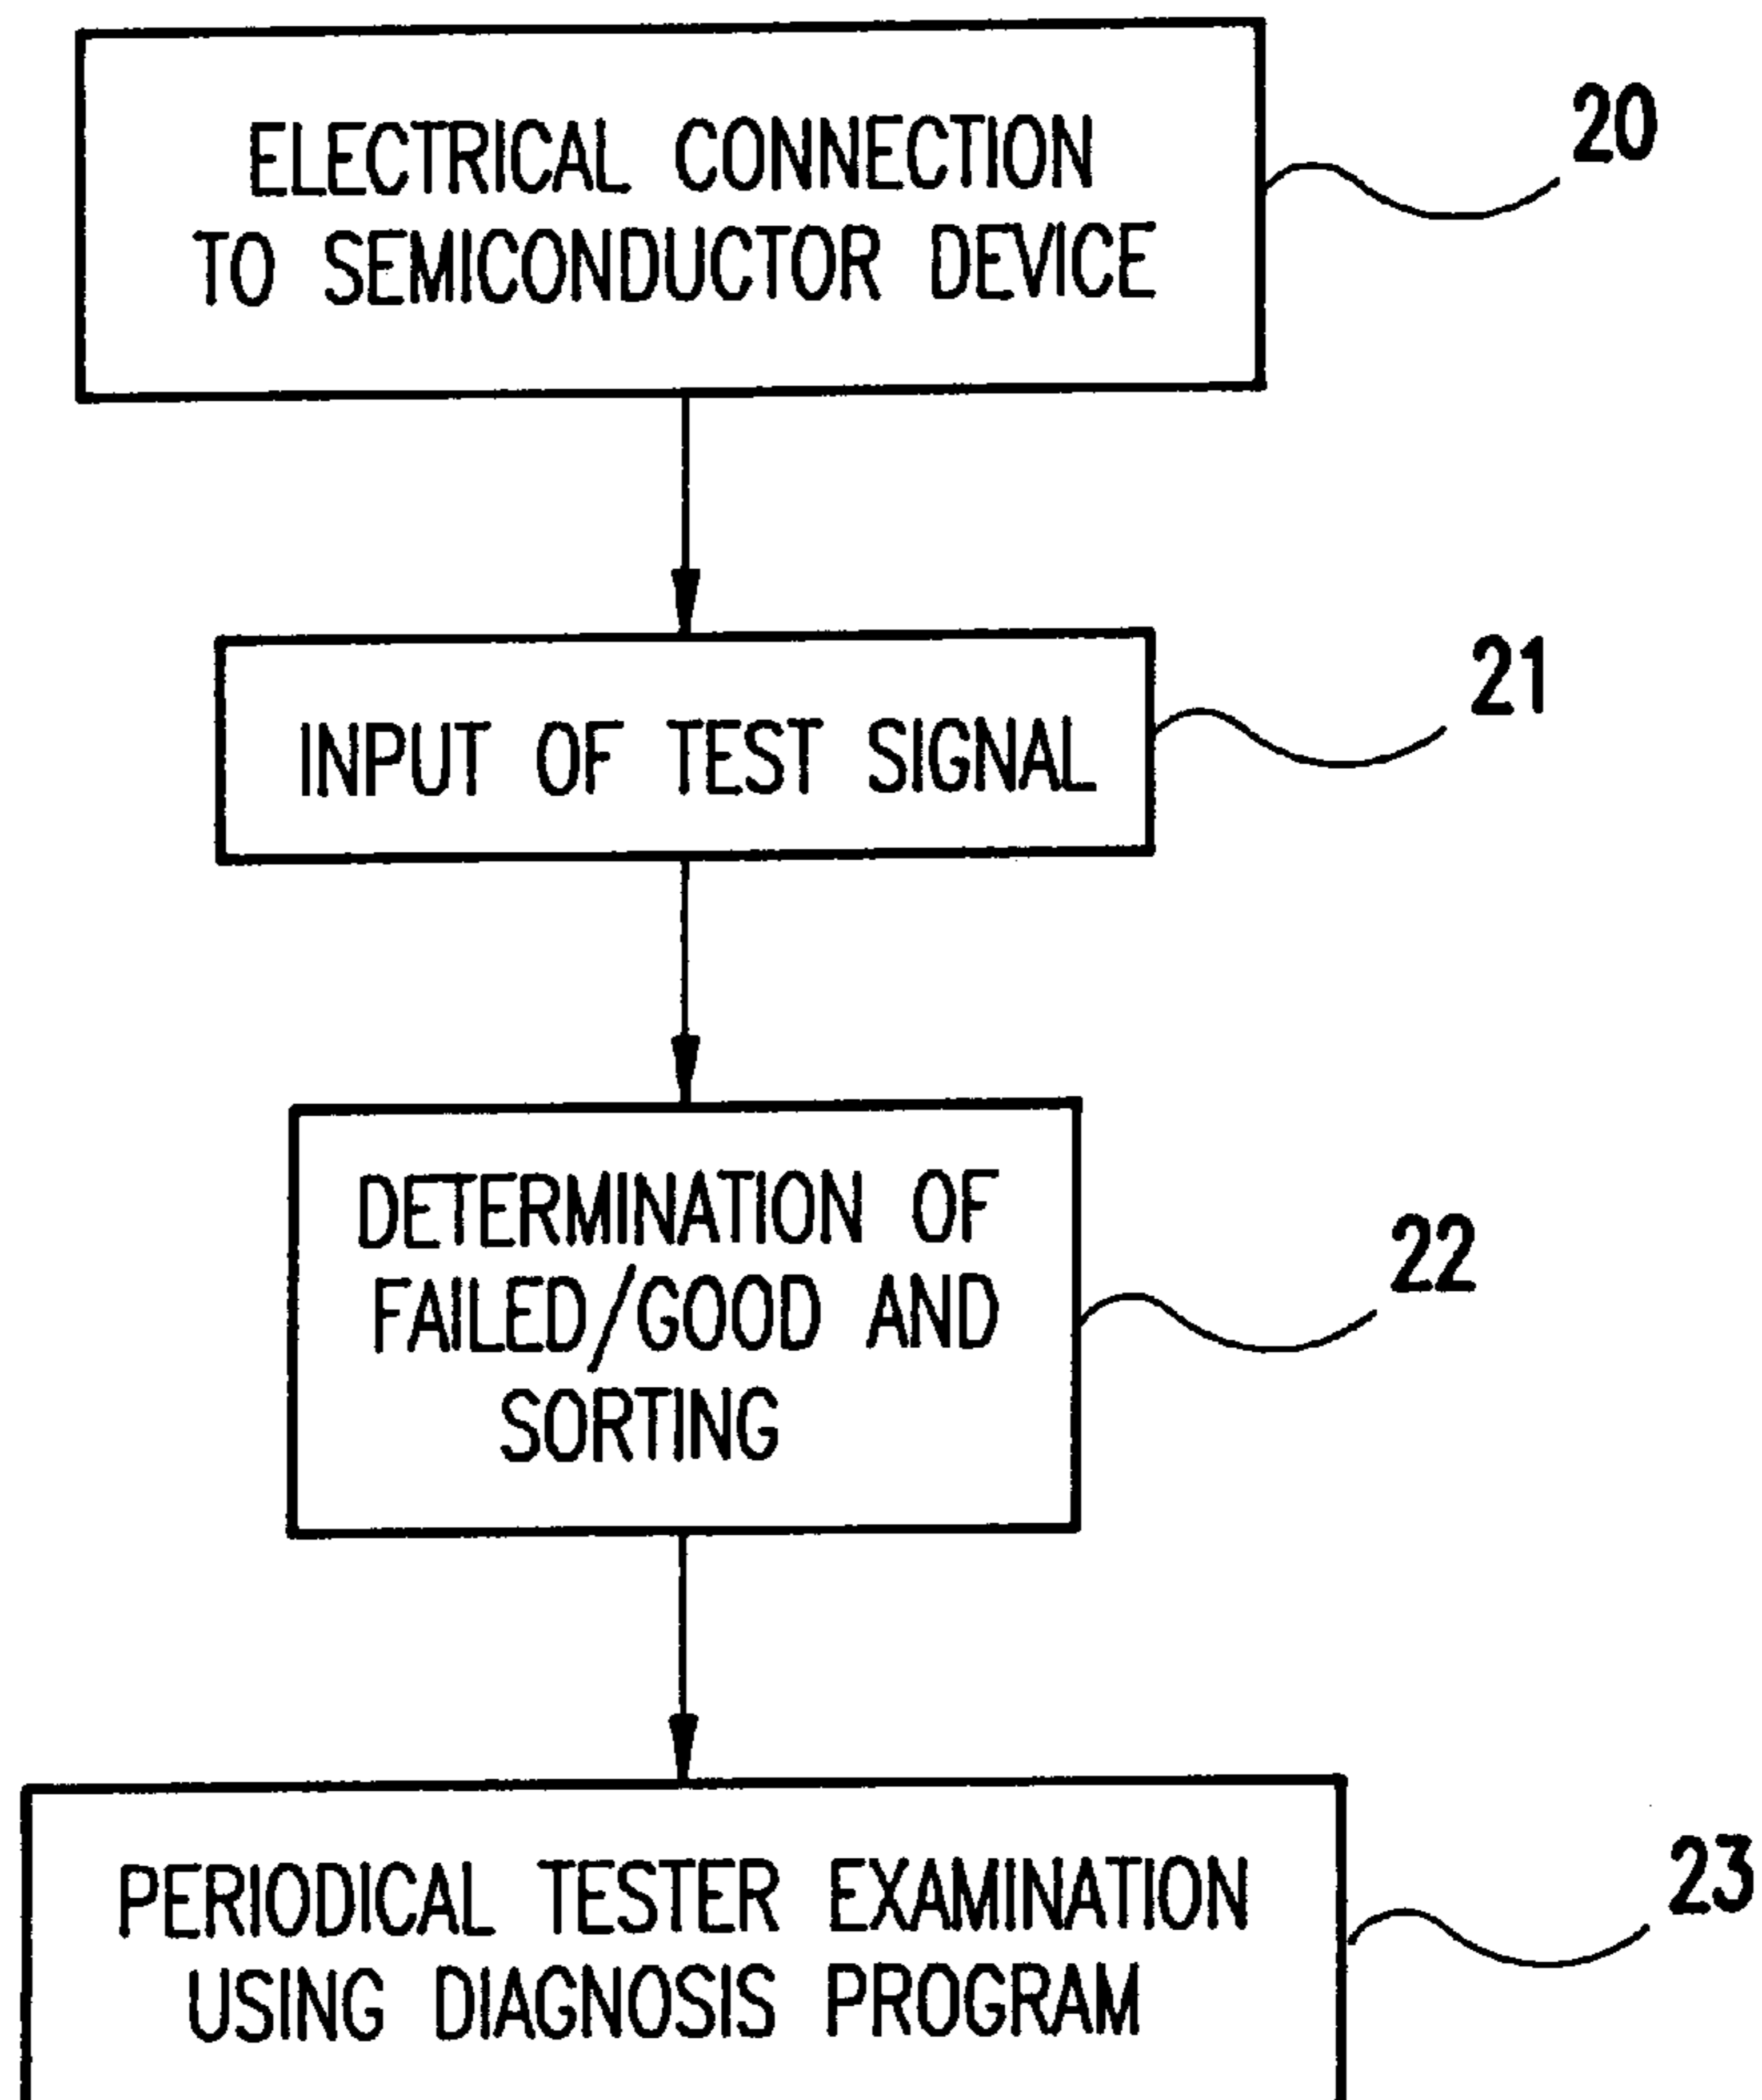 ELECTRICAL CONNECTION
TO SEMICONDUCTOR DEVICE
20
INPUT OF TEST SIGNAL
21
DETERMINATION OF
FAILED/GOOD AND
SORTING
22
PERIODICAL TESTER EXAMINATION
USING DIAGNOSIS PROGRAM
23